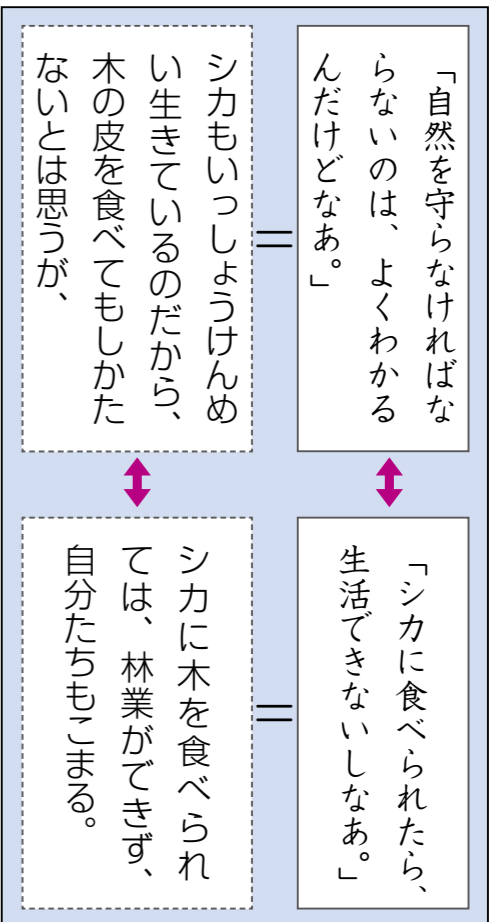 「自然を守らなければな
らないのは、よくわかる
んだけどなあ。」
＝
シカもいっしょうけんめ
い生きているのだから、
木の皮を食べてもしかた
ないとは思うが、
「シカに食べられたら、
生活できないしなあ。」
＝
シカに木を食べられ
ては、林業ができず、
自分たちもこまる。